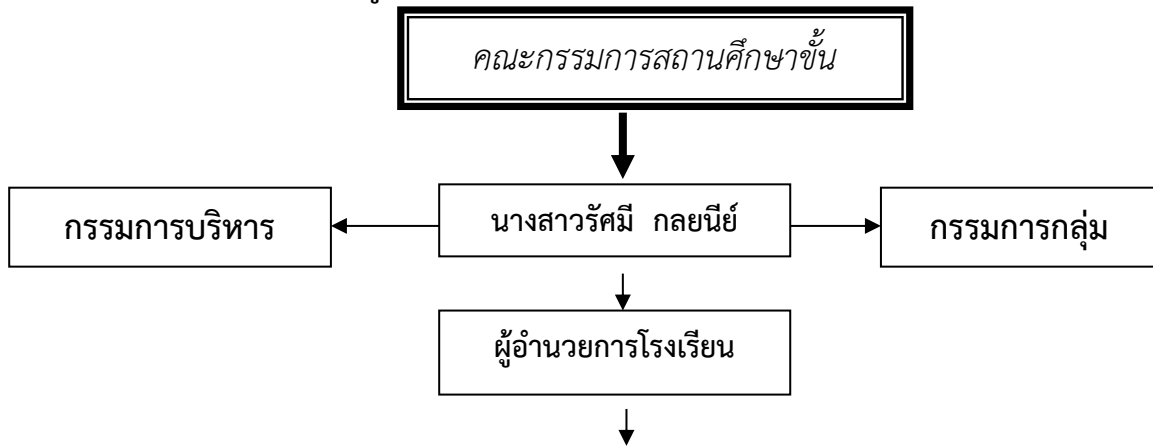 คณะกรรมการสถานศึกษาขั้น
กรรมการบริหาร
นางสาวรัศมี กลยนีย์
กรรมการกลุ่ม
ผู้อำนวยการโรงเรียน